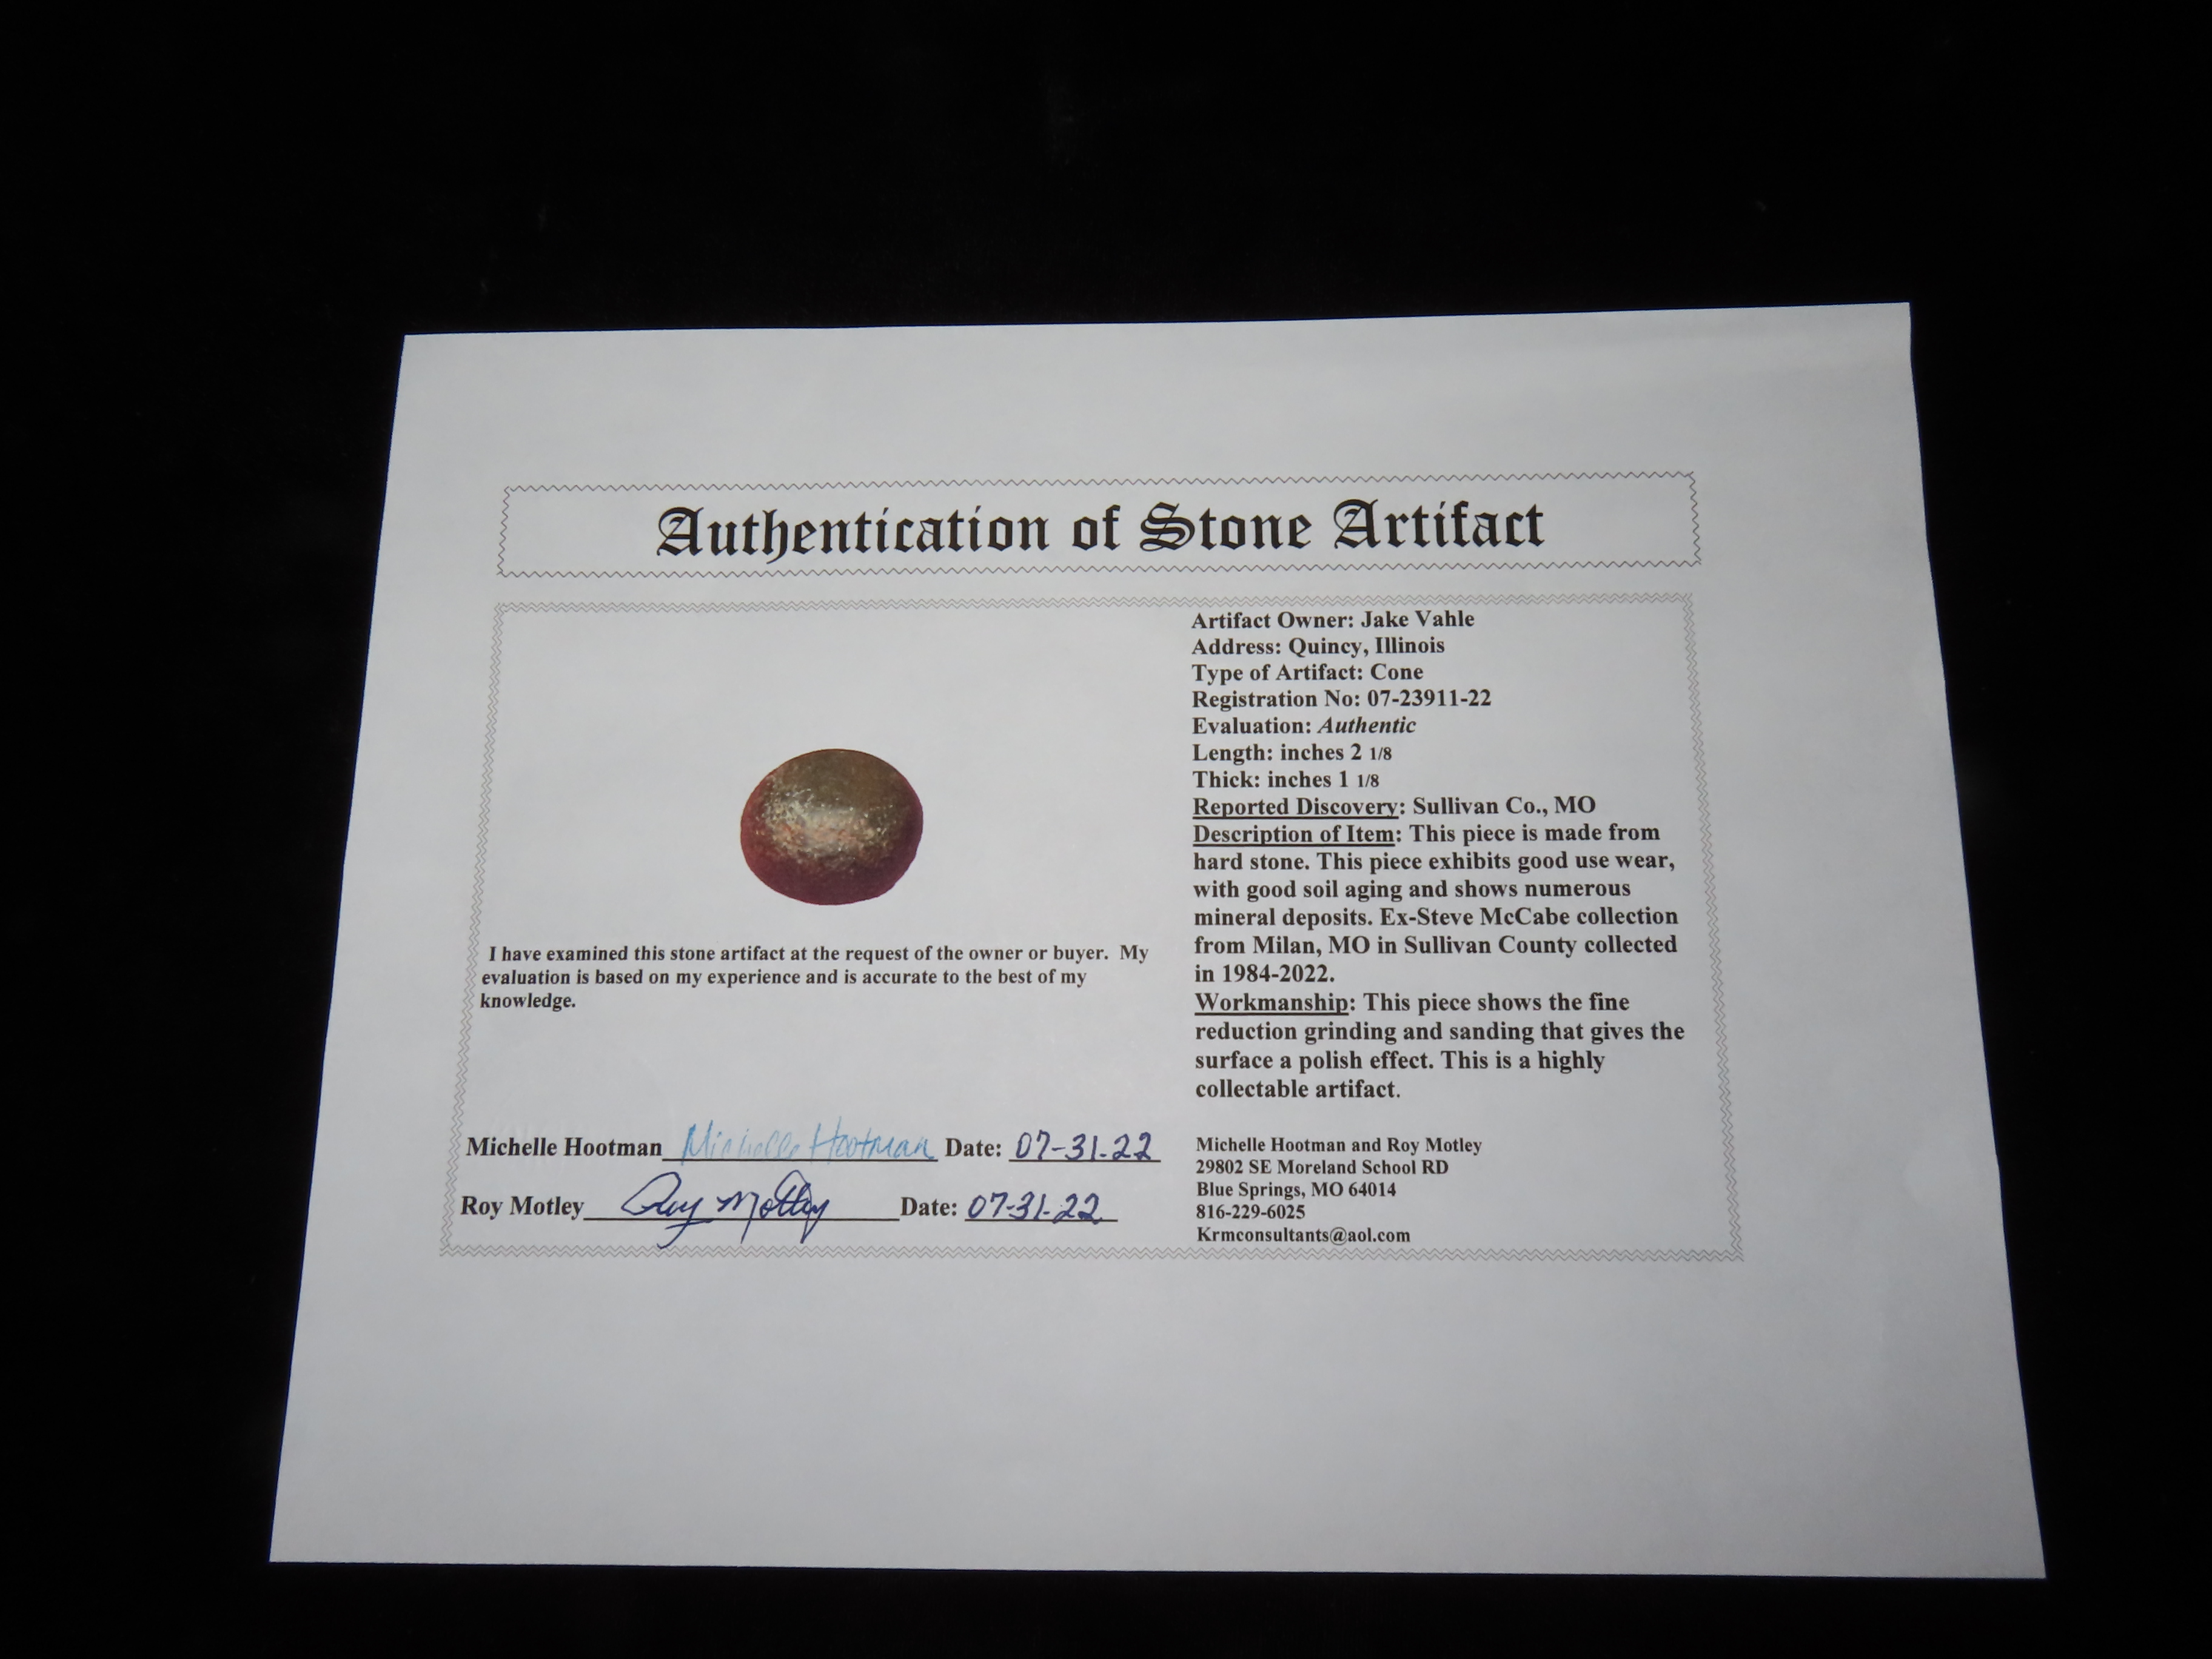 Authentication of Stone Artifact
Artifact Owner: Jake Vahle
Address: Quincy, Illinois
Type of Artifact: Cone
Registration No: 07-23911-22
Evaluation: Authentic
Length: inches 2 1/8
Thick: inches 1 1/8
Reported Discovery: Sullivan Co., MO
Description of Item: This piece is made from
hard stone. This piece exhibits good use wear,
with good soil aging and shows numerous
mineral deposits. Ex-Steve McCabe collection
from Milan, MO in Sullivan County collected
in 1984-2022.
Workmanship: This piece shows the fine
reduction grinding and sanding that gives the
surface a polish effect. This is a highly
collectable artifact.
I have examined this stone artifact at the request of the owner or buyer. My
evaluation is based on my experience and is accurate to the best of my
knowledge.
Michelle Hootman Michelle Hootman Date: 07-31-22
Roy Motley Roy Motley Date: 07-31-22
Michelle Hootman and Roy Motley
29802 SE Moreland School RD
Blue Springs, MO 64014
816-229-6025
Krmconsultants@aol.com